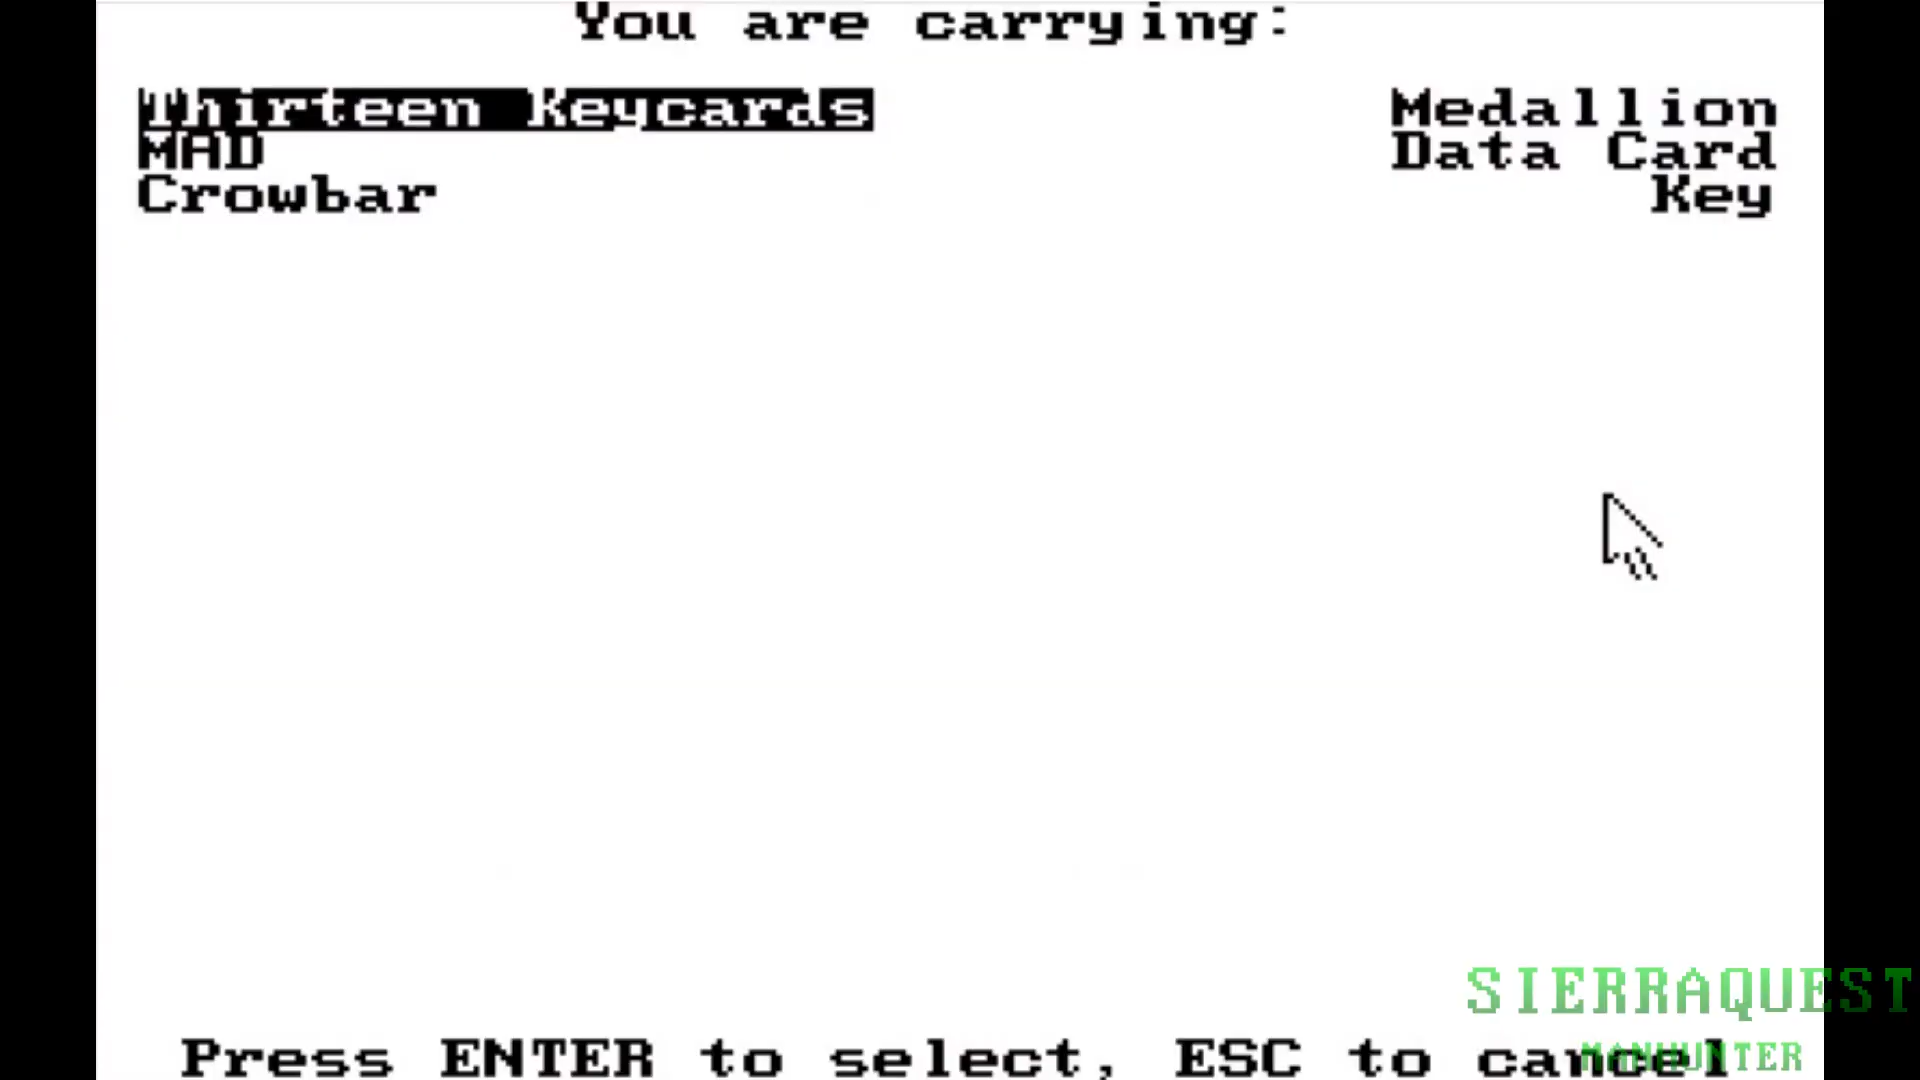 You are carrying:
Thirteen Keycards Medallion
MAD Data Card
Crowbar Key
SIERRAQUEST
Press ENTER to select, ESC to cancel
MANHUNTER